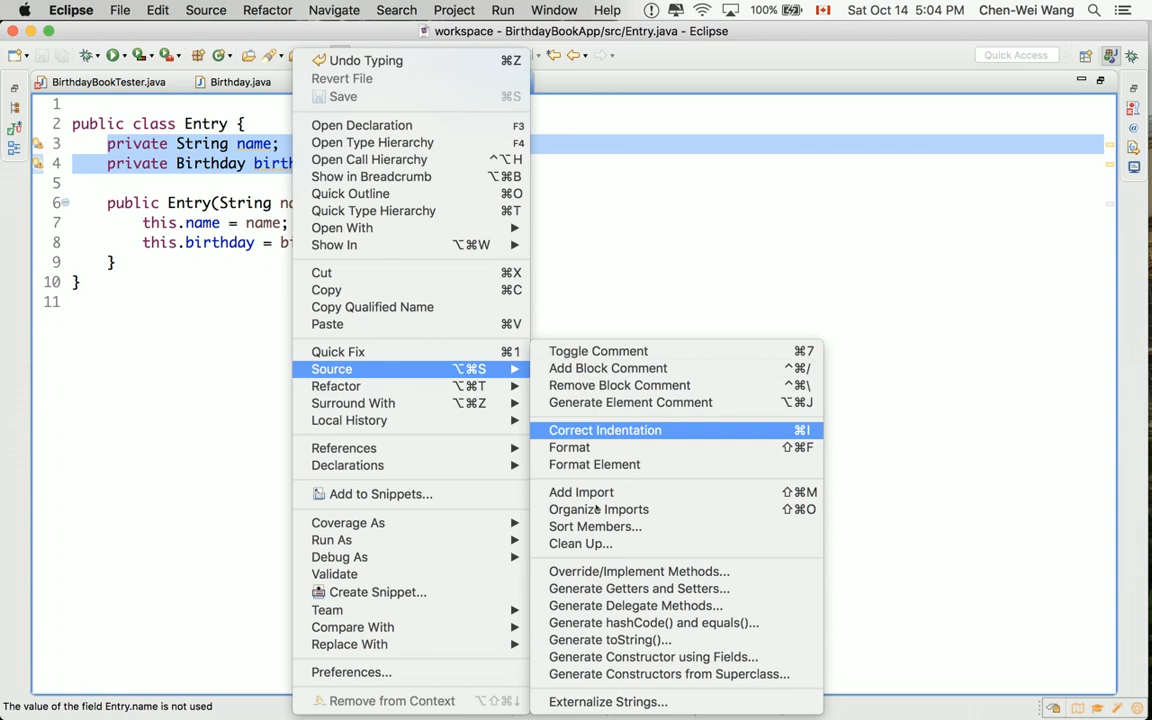 Eclipse File Edit Source Refactor Navigate Search Project Run Window Help 100% Sat Oct 14 5:04 PM Chen-Wei Wang
workspace - BirthdayBookApp/src/Entry.java - Eclipse
Quick Access
BirthdayBookTester.java Birthday.java
1
2 public class Entry {
3 private String name;
4 private Birthday birth
5
6 public Entry(String na
7 this.name = name;
8 this.birthday = bi
9 }
10 }
11
Undo Typing ⌘Z
Revert File
Save ⌘S
Open Declaration F3
Open Type Hierarchy F4
Open Call Hierarchy ^⌥H
Show in Breadcrumb ⌥⌘B
Quick Outline ⌘O
Quick Type Hierarchy ⌘T
Open With
Show In ⌥⌘W
Cut ⌘X
Copy ⌘C
Copy Qualified Name
Paste ⌘V
Quick Fix ⌘1
Source ⌥⌘S
Refactor ⌥⌘T
Surround With ⌥⌘Z
Local History
References
Declarations
Add to Snippets...
Coverage As
Run As
Debug As
Validate
Create Snippet...
Team
Compare With
Replace With
Preferences...
Remove from Context ⌥⇧⌘↓
Toggle Comment ⌘7
Add Block Comment ^⌘/
Remove Block Comment ^⌘\
Generate Element Comment ⌥⌘J
Correct Indentation ⌘I
Format ⇧⌘F
Format Element
Add Import ⇧⌘M
Organize Imports ⇧⌘O
Sort Members...
Clean Up...
Override/Implement Methods...
Generate Getters and Setters...
Generate Delegate Methods...
Generate hashCode() and equals()...
Generate toString()...
Generate Constructor using Fields...
Generate Constructors from Superclass...
Externalize Strings...
The value of the field Entry.name is not used